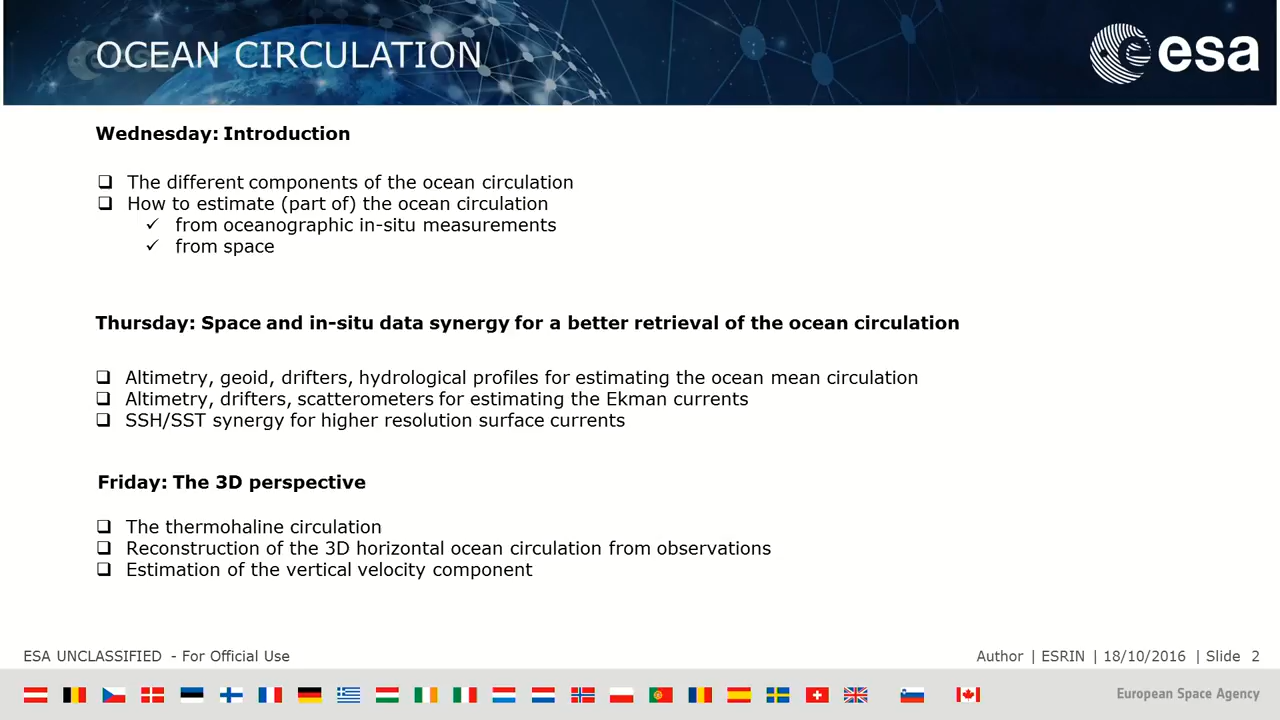 OCEAN CIRCULATION
esa
Wednesday: Introduction
The different components of the ocean circulation
How to estimate (part of) the ocean circulation
from oceanographic in-situ measurements
from space
Thursday: Space and in-situ data synergy for a better retrieval of the ocean circulation
Altimetry, geoid, drifters, hydrological profiles for estimating the ocean mean circulation
Altimetry, drifters, scatterometers for estimating the Ekman currents
SSH/SST synergy for higher resolution surface currents
Friday: The 3D perspective
The thermohaline circulation
Reconstruction of the 3D horizontal ocean circulation from observations
Estimation of the vertical velocity component
ESA UNCLASSIFIED - For Official Use
Author | ESRIN | 18/10/2016 | Slide 2
European Space Agency